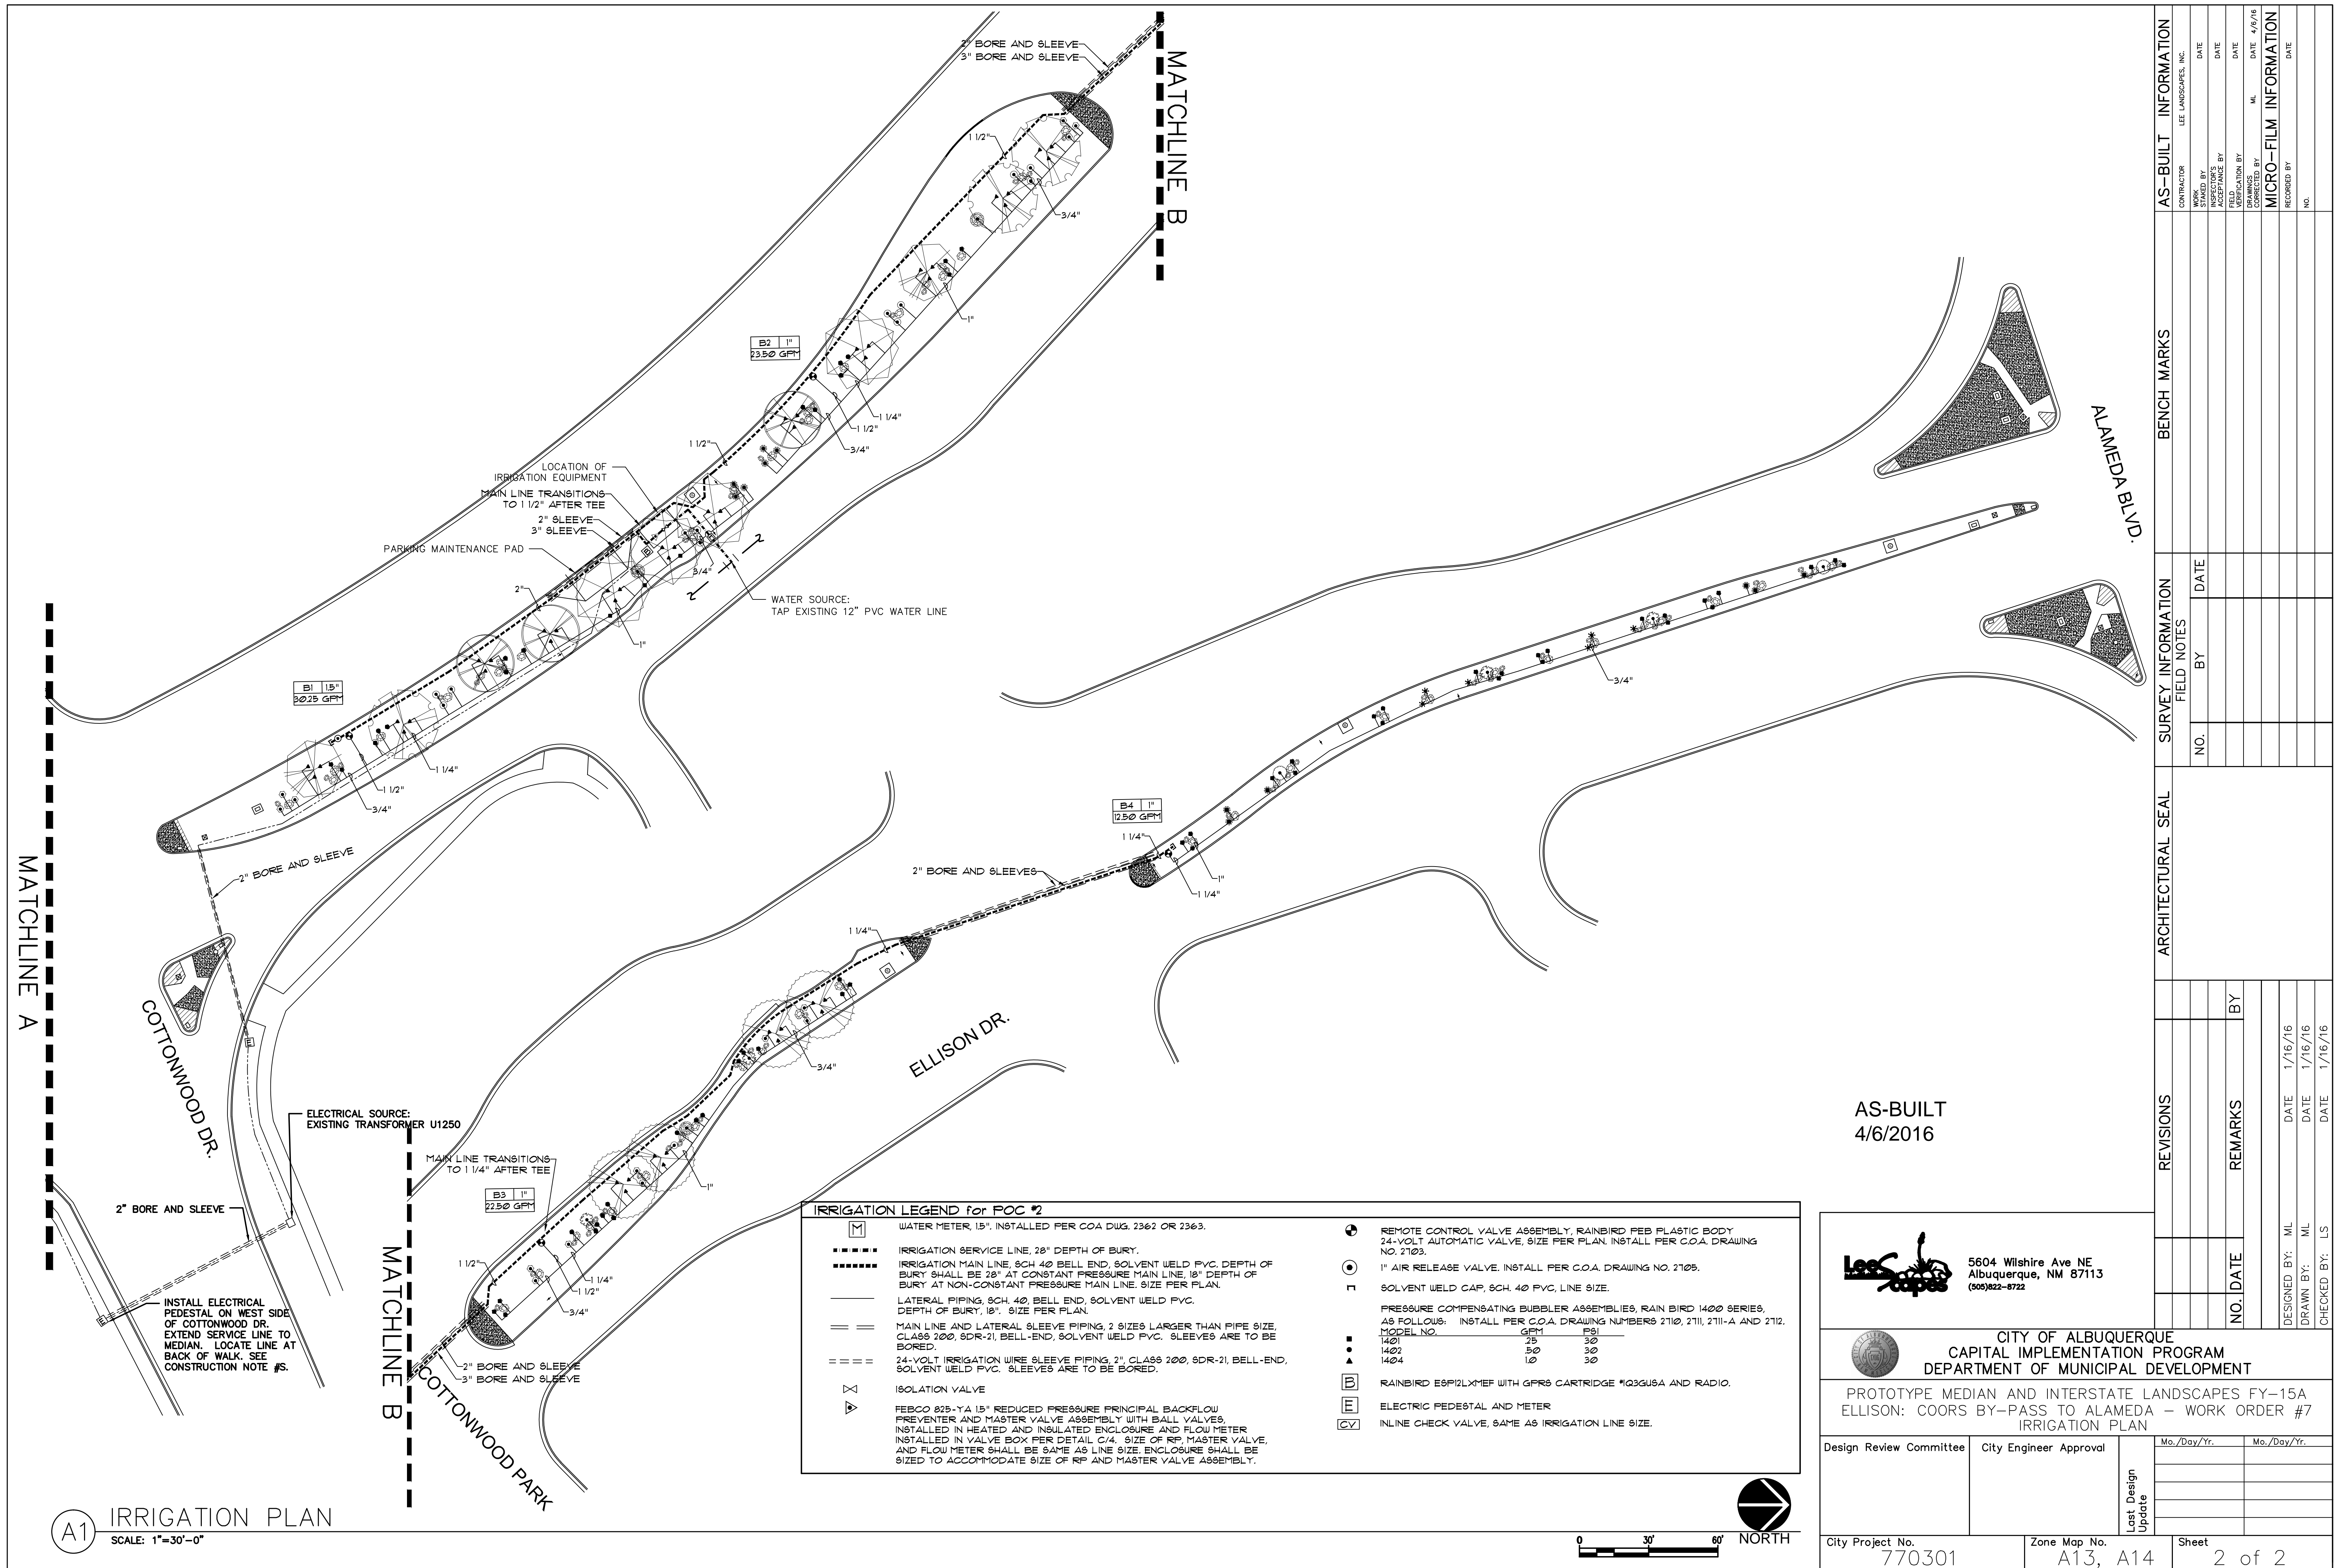 2" BORE AND SLEEVE
3" BORE AND SLEEVE
MATCHLINE B
1 1/2"
3/4"
1"
B2 1"
23.50 GPM
1 1/4"
1 1/2"
3/4"
1 1/2"
LOCATION OF
IRRIGATION EQUIPMENT
MAIN LINE TRANSITIONS
TO 1 1/2" AFTER TEE
2" SLEEVE
3" SLEEVE
PARKING MAINTENANCE PAD
2"
3/4"
2
2
WATER SOURCE:
TAP EXISTING 12" PVC WATER LINE
1"
B1 1.5"
30.25 GPM
1 1/4"
1 1/2"
3/4"
2" BORE AND SLEEVE
MATCHLINE A
COTTONWOOD DR.
E
ELECTRICAL SOURCE:
EXISTING TRANSFORMER U1250
2" BORE AND SLEEVE
E
INSTALL ELECTRICAL
PEDESTAL ON WEST SIDE
OF COTTONWOOD DR.
EXTEND SERVICE LINE TO
MEDIAN. LOCATE LINE AT
BACK OF WALK. SEE
CONSTRUCTION NOTE #S.
ALAMEDA BLVD.
3/4"
B4 1"
12.50 GPM
1 1/4"
1"
1 1/4"
2" BORE AND SLEEVES
1 1/4"
3/4"
ELLISON DR.
MAIN LINE TRANSITIONS
TO 1 1/4" AFTER TEE
1"
B3 1"
22.50 GPM
1 1/2"
1 1/4"
1 1/2"
3/4"
MATCHLINE B
2" BORE AND SLEEVE
3" BORE AND SLEEVE
COTTONWOOD PARK
AS-BUILT
4/6/2016
IRRIGATION LEGEND for POC #2
M WATER METER, 1.5". INSTALLED PER COA DWG. 2362 OR 2363.
IRRIGATION SERVICE LINE, 28" DEPTH OF BURY.
IRRIGATION MAIN LINE, SCH 40 BELL END, SOLVENT WELD PVC. DEPTH OF
BURY SHALL BE 28" AT CONSTANT PRESSURE MAIN LINE, 18" DEPTH OF
BURY AT NON-CONSTANT PRESSURE MAIN LINE. SIZE PER PLAN.
LATERAL PIPING, SCH. 40, BELL END, SOLVENT WELD PVC.
DEPTH OF BURY, 18". SIZE PER PLAN.
MAIN LINE AND LATERAL SLEEVE PIPING, 2 SIZES LARGER THAN PIPE SIZE,
CLASS 200, SDR-21, BELL-END, SOLVENT WELD PVC. SLEEVES ARE TO BE
BORED.
24-VOLT IRRIGATION WIRE SLEEVE PIPING, 2", CLASS 200, SDR-21, BELL-END,
SOLVENT WELD PVC. SLEEVES ARE TO BE BORED.
ISOLATION VALVE
FEBCO 825-YA 1.5" REDUCED PRESSURE PRINCIPAL BACKFLOW
PREVENTER AND MASTER VALVE ASSEMBLY WITH BALL VALVES,
INSTALLED IN HEATED AND INSULATED ENCLOSURE AND FLOW METER
INSTALLED IN VALVE BOX PER DETAIL C/4. SIZE OF RP, MASTER VALVE,
AND FLOW METER SHALL BE SAME AS LINE SIZE. ENCLOSURE SHALL BE
SIZED TO ACCOMMODATE SIZE OF RP AND MASTER VALVE ASSEMBLY.
REMOTE CONTROL VALVE ASSEMBLY, RAINBIRD PEB PLASTIC BODY
24-VOLT AUTOMATIC VALVE, SIZE PER PLAN. INSTALL PER C.O.A. DRAWING
NO. 2703.
1" AIR RELEASE VALVE. INSTALL PER C.O.A. DRAWING NO. 2705.
SOLVENT WELD CAP, SCH. 40 PVC, LINE SIZE.
PRESSURE COMPENSATING BUBBLER ASSEMBLIES, RAIN BIRD 1400 SERIES,
AS FOLLOWS: INSTALL PER C.O.A. DRAWING NUMBERS 2710, 2711, 2711-A AND 2712.
MODEL NO. GPM PSI
1401 .25 30
1402 .50 30
1404 1.0 30
B RAINBIRD ESP12LXMEF WITH GPRS CARTRIDGE #IQ3GUSA AND RADIO.
E ELECTRIC PEDESTAL AND METER
CV INLINE CHECK VALVE, SAME AS IRRIGATION LINE SIZE.
A1 IRRIGATION PLAN
SCALE: 1"=30'-0"
0 30' 60'
NORTH
AS-BUILT INFORMATION
CONTRACTOR LEE LANDSCAPES, INC.
WORK
STAKED BY DATE
INSPECTOR'S
ACCEPTANCE BY DATE
FIELD
VERIFICATION BY DATE
DRAWINGS
CORRECTED BY ML DATE 4/6/16
MICRO-FILM INFORMATION
RECORDED BY DATE
NO.
BENCH MARKS
SURVEY INFORMATION
FIELD NOTES
NO. BY DATE
ARCHITECTURAL SEAL
REVISIONS
NO. DATE REMARKS BY
DESIGNED BY: ML DATE 1/16/16
DRAWN BY: ML DATE 1/16/16
CHECKED BY: LS DATE 1/16/16
LeeScapes
5604 Wilshire Ave NE
Albuquerque, NM 87113
(505)822-8722
CITY OF ALBUQUERQUE
CAPITAL IMPLEMENTATION PROGRAM
DEPARTMENT OF MUNICIPAL DEVELOPMENT
PROTOTYPE MEDIAN AND INTERSTATE LANDSCAPES FY-15A
ELLISON: COORS BY-PASS TO ALAMEDA - WORK ORDER #7
IRRIGATION PLAN
Design Review Committee
City Engineer Approval
Last Design
Update
Mo./Day/Yr. Mo./Day/Yr.
City Project No.
770301
Zone Map No.
A13, A14
Sheet
2 of 2